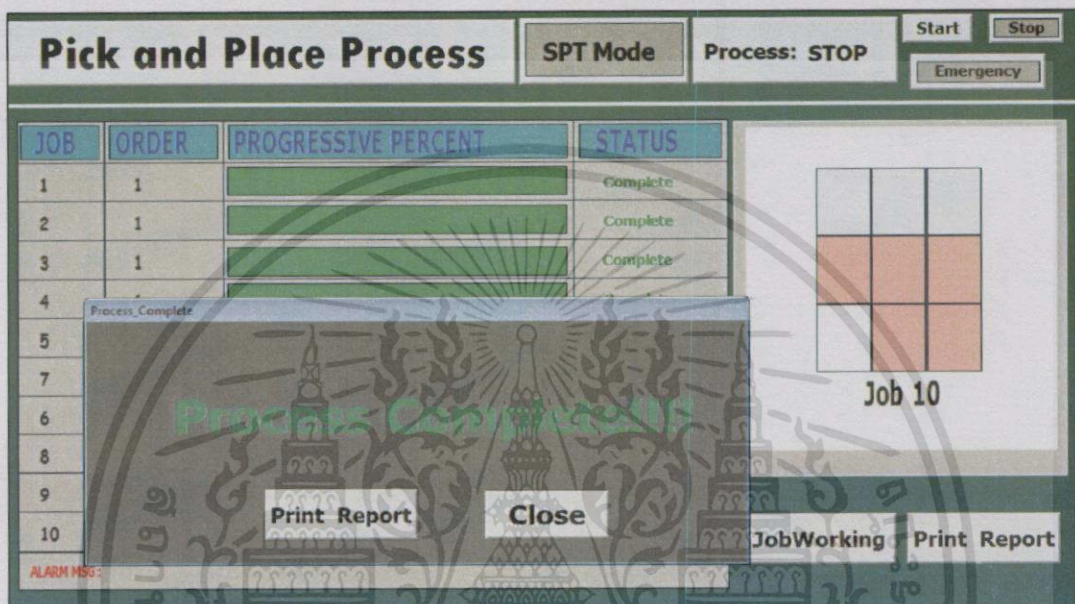 Pick and Place Process
SPT Mode
Process: STOP
Start
Stop
Emergency
JOB ORDER PROGRESSIVE PERCENT STATUS
1 1 Complete
2 1 Complete
3 1 Complete
4
5
7
6
8
9
10
Process_Complete
Process Complete!!!!
Print Report
Close
Job 10
JobWorking
Print Report
ALARM MSG :